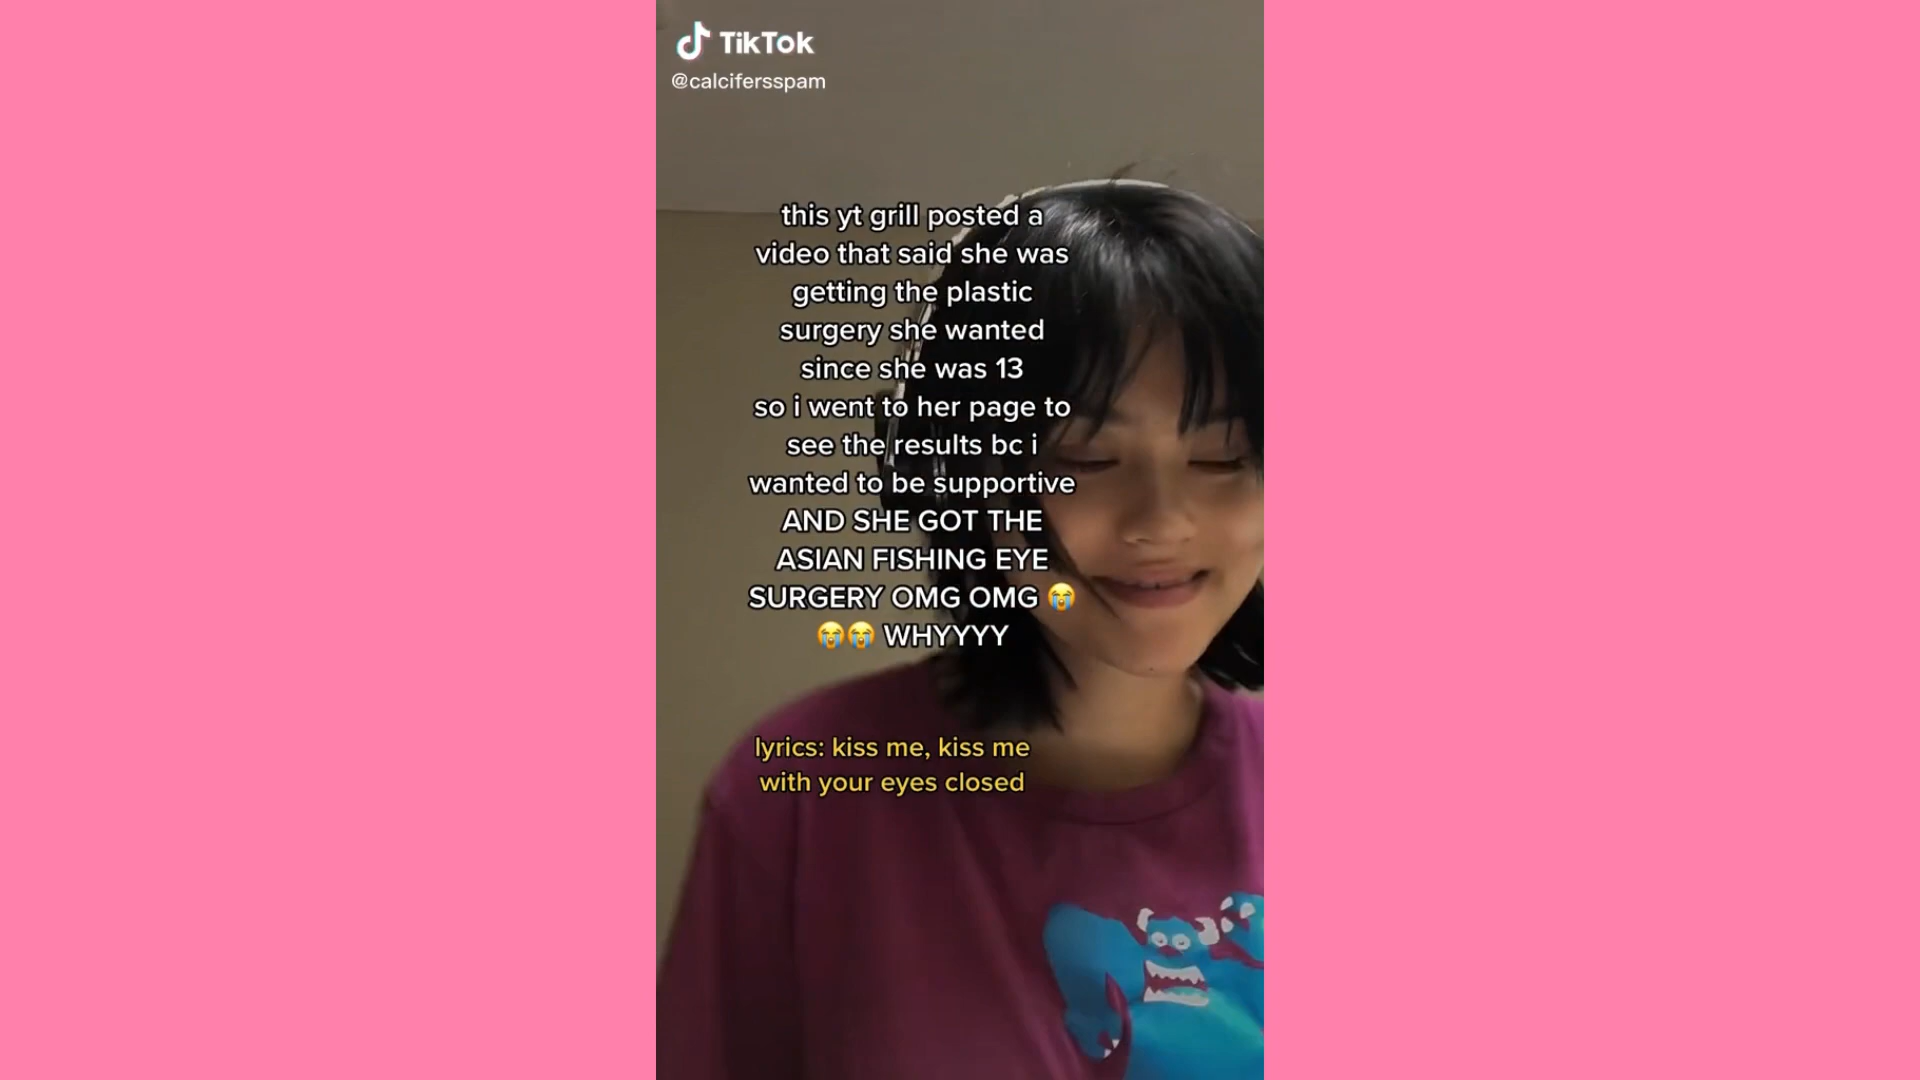 TikTok
@calcifersspam
this yt grill posted a
video that said she was
getting the plastic
surgery she wanted
since she was 13
so i went to her page to
see the results bc i
wanted to be supportive
AND SHE GOT THE
ASIAN FISHING EYE
SURGERY OMG OMG 😭
😭😭 WHYYYY
lyrics: kiss me, kiss me
with your eyes closed